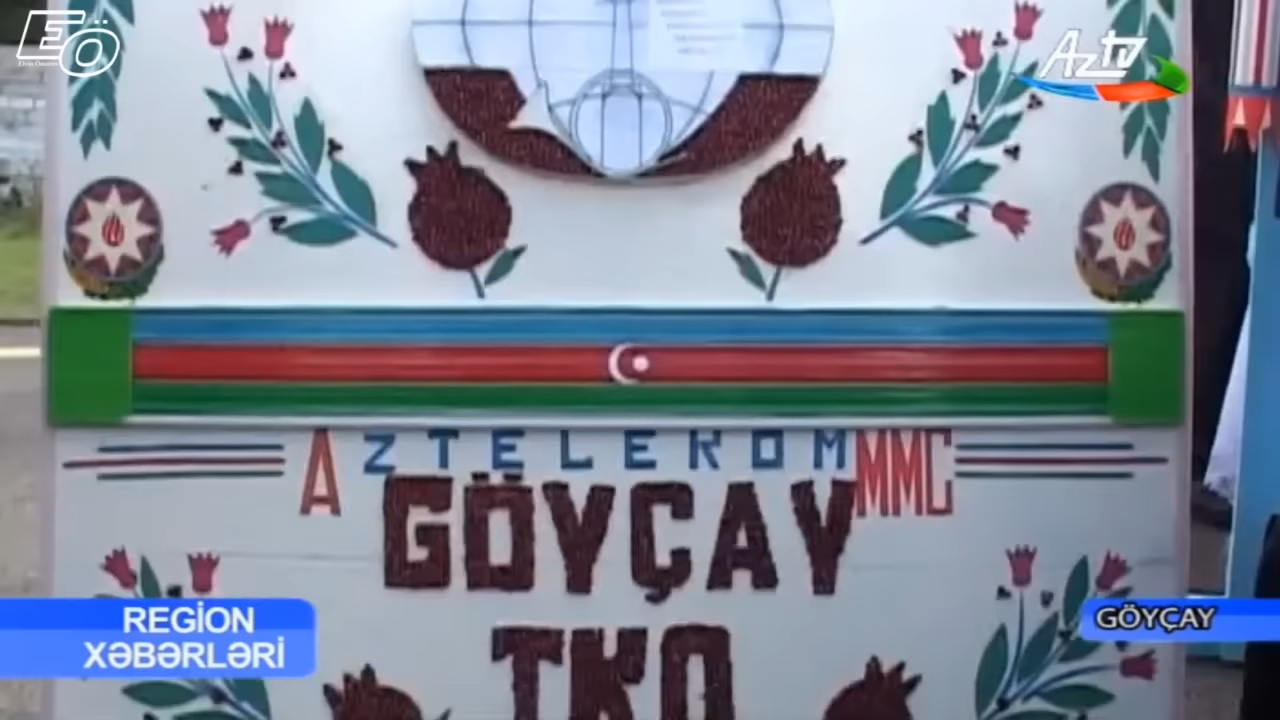 EÖ
AzTV
AZTELEKOM MMC
GÖYÇAY
TKQ
REGİON
XƏBƏRLƏRİ
GÖYÇAY